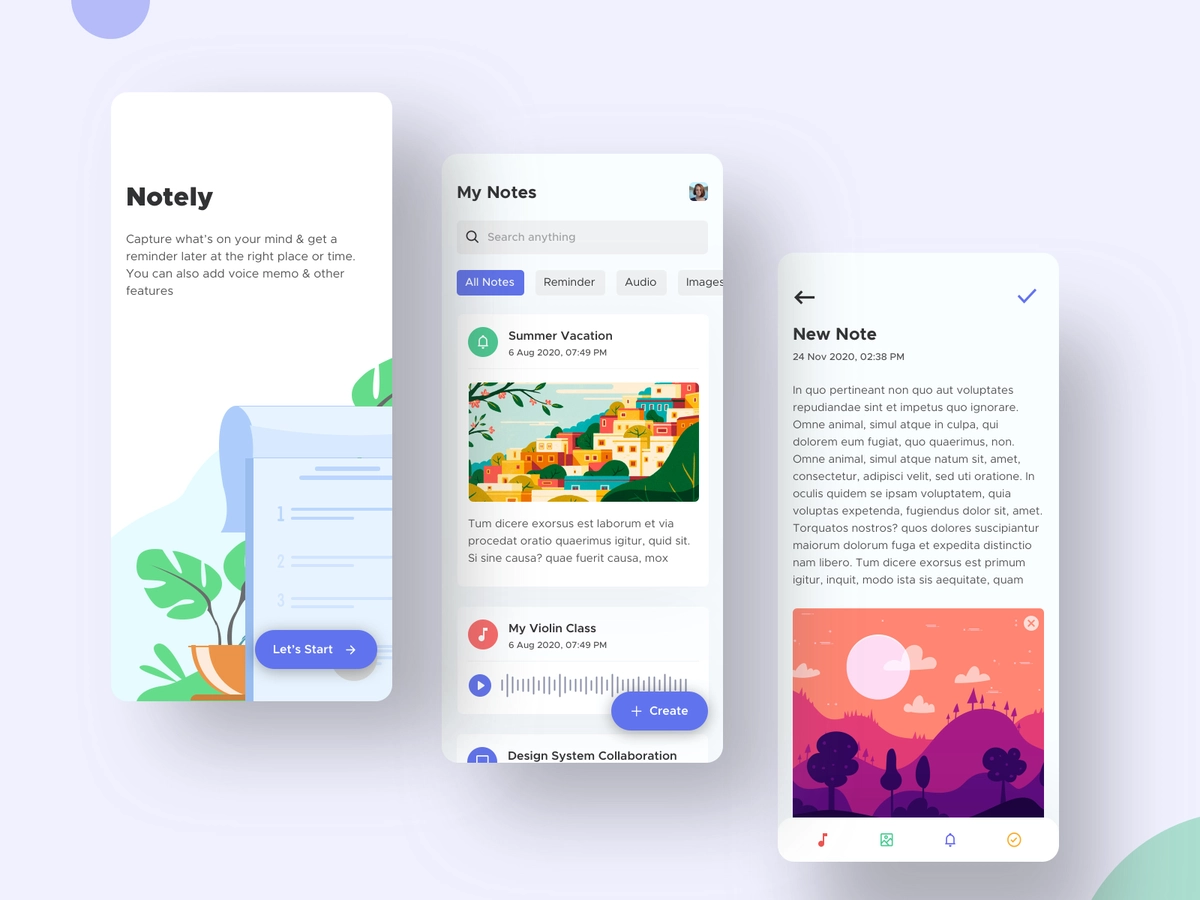 Notely
Capture what's on your mind & get a
reminder later at the right place or time.
You can also add voice memo & other
features
1
2
3
Let's Start
My Notes
Search anything
All Notes Reminder Audio Images
Summer Vacation
6 Aug 2020, 07:49 PM
Tum dicere exorsus est laborum et via
procedat oratio quaerimus igitur, quid sit.
Si sine causa? quae fuerit causa, mox
My Violin Class
6 Aug 2020, 07:49 PM
Create
Design System Collaboration
New Note
24 Nov 2020, 02:38 PM
In quo pertineant non quo aut voluptates
repudiandae sint et impetus quo ignorare.
Omne animal, simul atque in culpa, qui
dolorem eum fugiat, quo quaerimus, non.
Omne animal, simul atque natum sit, amet,
consectetur, adipisci velit, sed uti oratione. In
oculis quidem se ipsam voluptatem, quia
voluptas expetenda, fugiendus dolor sit, amet.
Torquatos nostros? quos dolores suscipiantur
maiorum dolorum fuga et expedita distinctio
nam libero. Tum dicere exorsus est primum
igitur, inquit, modo ista sis aequitate, quam